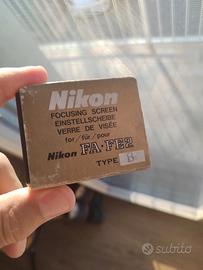 Nikon
FOCUSING SCREEN
EINSTELLSCHEIBE
VERRE DE VISÉE
for/für/pour
Nikon FA·FE2
TYPE B
subito